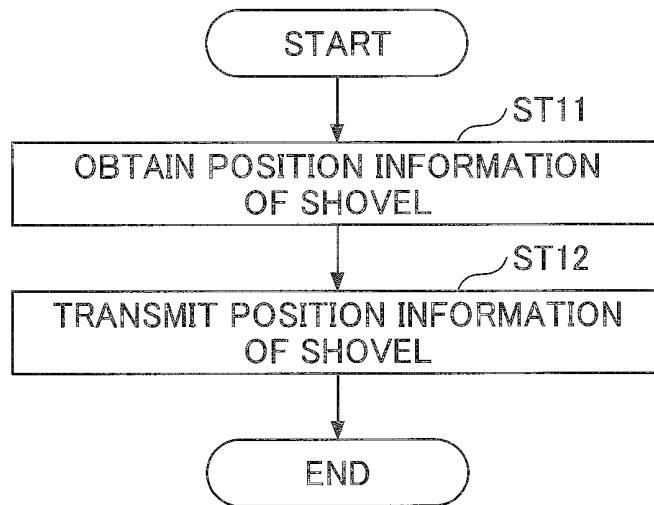 START
ST11
OBTAIN POSITION INFORMATION
OF SHOVEL
ST12
TRANSMIT POSITION INFORMATION
OF SHOVEL
END